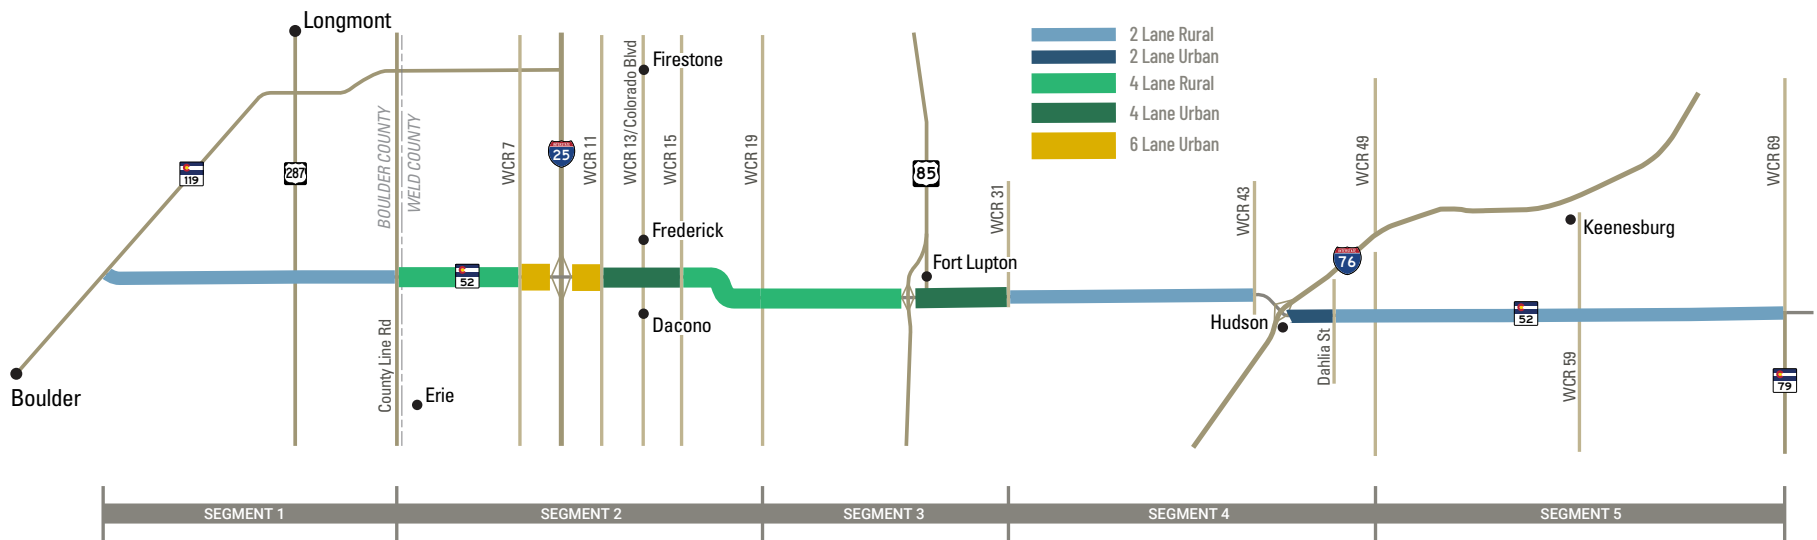 Longmont
Firestone
2 Lane Rural
2 Lane Urban
4 Lane Rural
4 Lane Urban
6 Lane Urban
BOULDER COUNTY
WELD COUNTY
WCR 7
INTERSTATE
25
WCR 11
WCR 13/Colorado Blvd
WCR 15
WCR 19
119
287
85
WCR 31
WCR 43
WCR 49
WCR 69
Keenesburg
Frederick
Fort Lupton
INTERSTATE
76
52
Dacono
Hudson
52
County Line Rd
Dahlia St
WCR 59
79
Boulder
Erie
SEGMENT 1
SEGMENT 2
SEGMENT 3
SEGMENT 4
SEGMENT 5